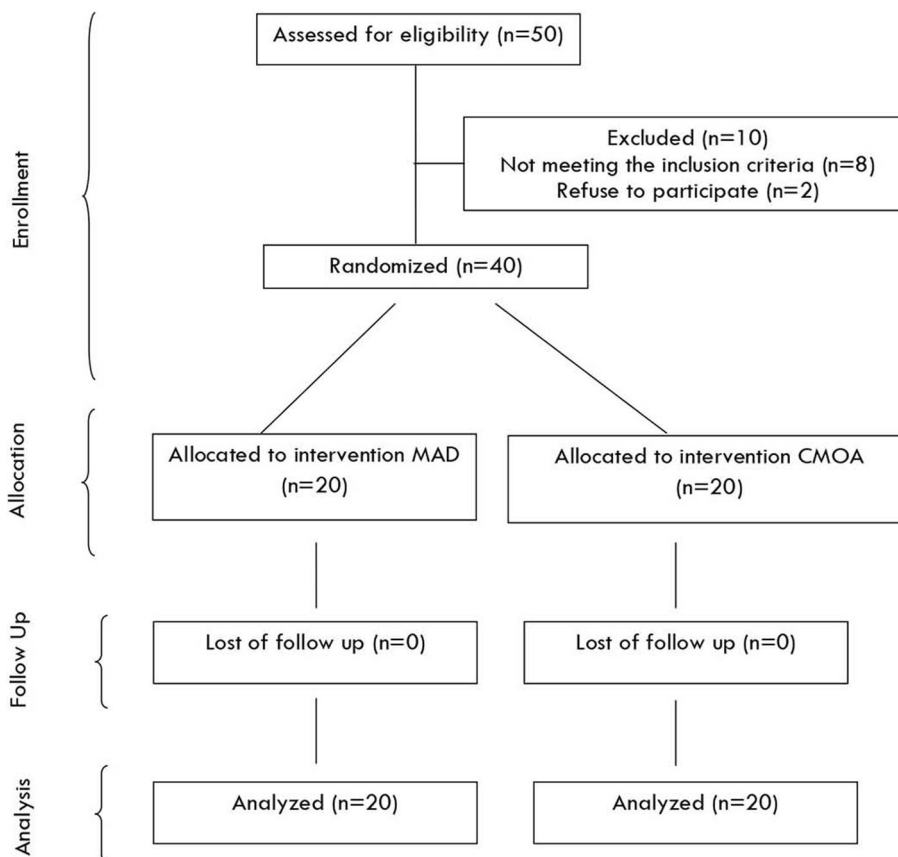 Assessed for eligibility (n=50)
Excluded (n=10)
Not meeting the inclusion criteria (n=8)
Refuse to participate (n=2)
Enrollment
Randomized (n=40)
Allocation
Allocated to intervention MAD
(n=20)
Allocated to intervention CMOA
(n=20)
Follow Up
Lost of follow up (n=0)
Lost of follow up (n=0)
Analysis
Analyzed (n=20)
Analyzed (n=20)